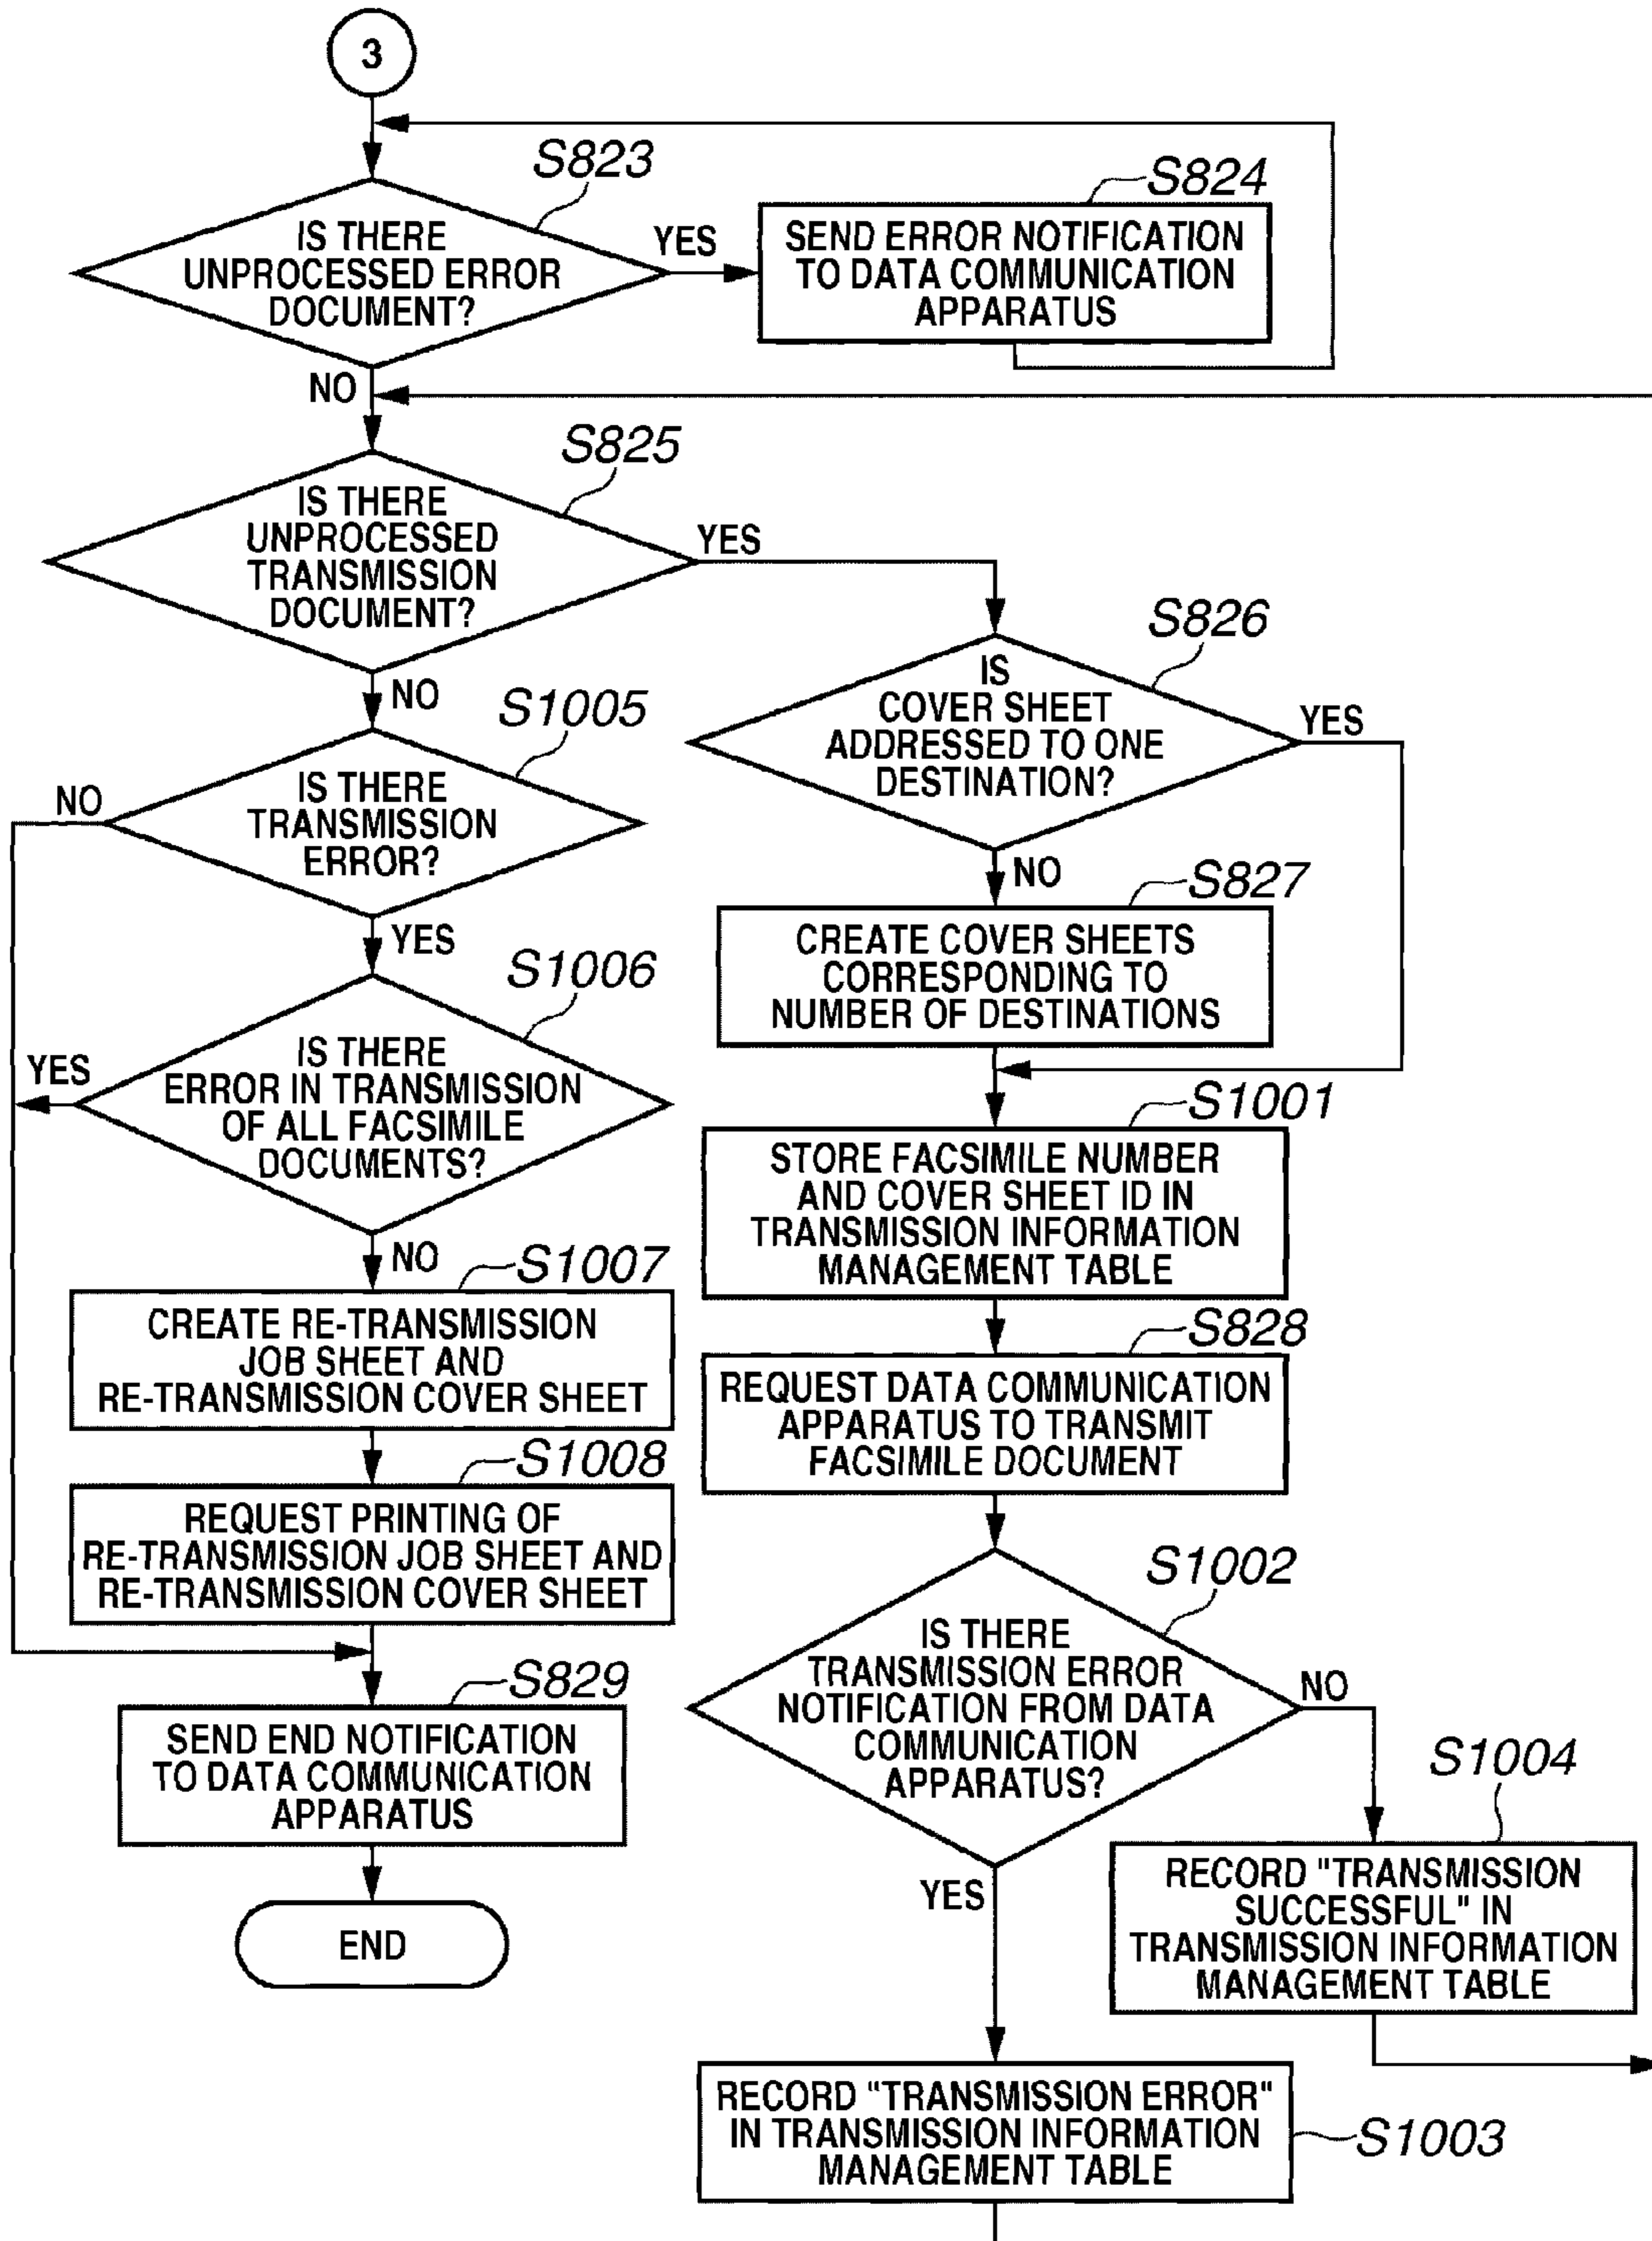 3
S823
IS THERE
UNPROCESSED ERROR
DOCUMENT?
YES
S824
SEND ERROR NOTIFICATION
TO DATA COMMUNICATION
APPARATUS
NO
S825
IS THERE
UNPROCESSED
TRANSMISSION
DOCUMENT?
YES
S826
IS
COVER SHEET
ADDRESSED TO ONE
DESTINATION?
YES
NO
S827
CREATE COVER SHEETS
CORRESPONDING TO
NUMBER OF DESTINATIONS
NO
S1005
IS THERE
TRANSMISSION
ERROR?
NO
YES
S1006
IS THERE
ERROR IN TRANSMISSION
OF ALL FACSIMILE
DOCUMENTS?
YES
NO
S1007
CREATE RE-TRANSMISSION
JOB SHEET AND
RE-TRANSMISSION COVER SHEET
S1008
REQUEST PRINTING OF
RE-TRANSMISSION JOB SHEET AND
RE-TRANSMISSION COVER SHEET
S829
SEND END NOTIFICATION
TO DATA COMMUNICATION
APPARATUS
END
S1001
STORE FACSIMILE NUMBER
AND COVER SHEET ID IN
TRANSMISSION INFORMATION
MANAGEMENT TABLE
S828
REQUEST DATA COMMUNICATION
APPARATUS TO TRANSMIT
FACSIMILE DOCUMENT
S1002
IS THERE
TRANSMISSION ERROR
NOTIFICATION FROM DATA
COMMUNICATION
APPARATUS?
NO
S1004
RECORD "TRANSMISSION
SUCCESSFUL" IN
TRANSMISSION INFORMATION
MANAGEMENT TABLE
YES
RECORD "TRANSMISSION ERROR"
IN TRANSMISSION INFORMATION
MANAGEMENT TABLE
S1003